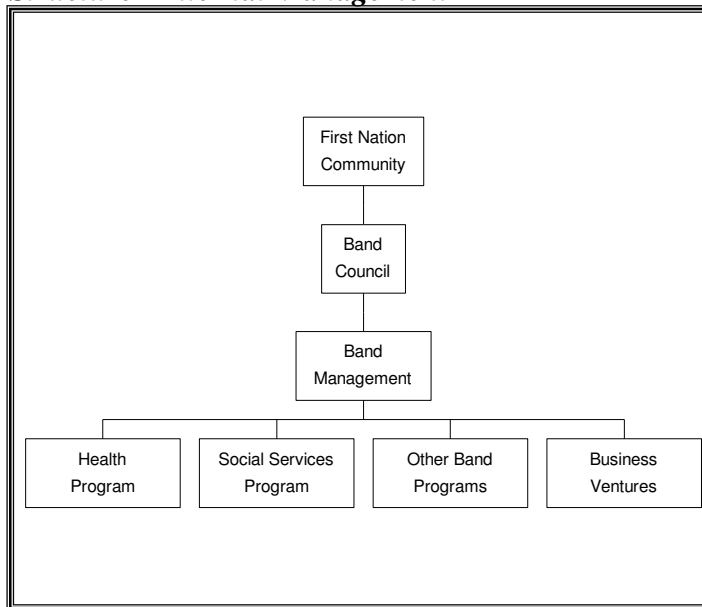 First Nation
Community
Band
Council
Band
Management
Health
Program
Social Services
Program
Other Band
Programs
Business
Ventures